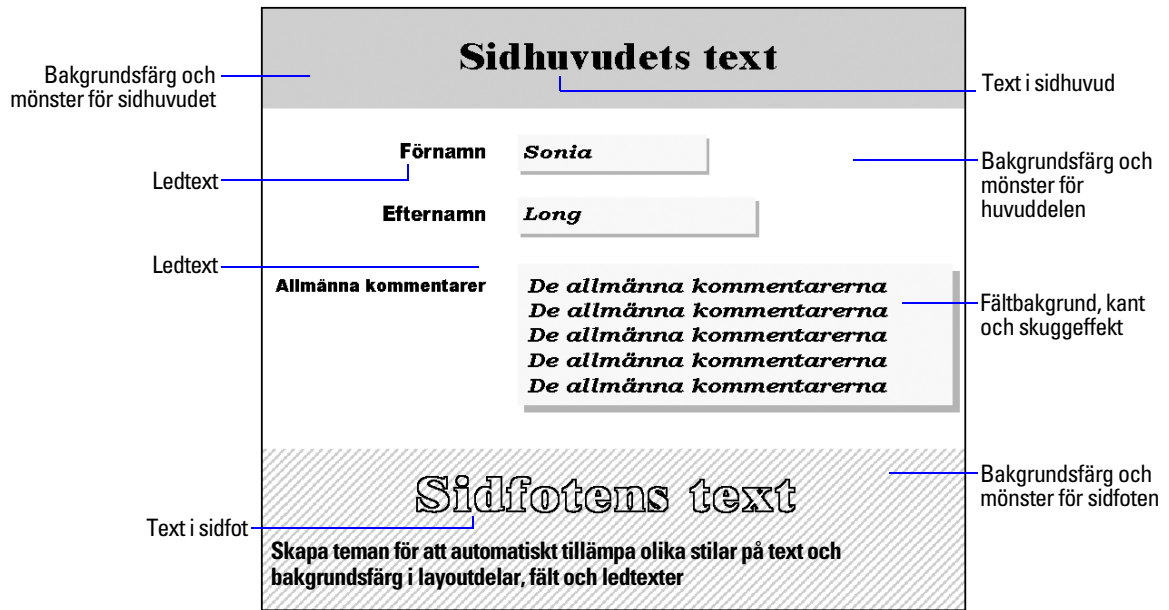 Sidhuvudets text
Bakgrundsfärg och
mönster för sidhuvudet
Text i sidhuvud
Förnamn
Sonia
Ledtext
Bakgrundsfärg och
mönster för
huvuddelen
Efternamn
Long
Ledtext
Allmänna kommentarer
De allmänna kommentarerna
De allmänna kommentarerna
De allmänna kommentarerna
De allmänna kommentarerna
De allmänna kommentarerna
Fältbakgrund, kant
och skuggeffekt
Sidfotens text
Bakgrundsfärg och
mönster för sidfoten
Text i sidfot
Skapa teman för att automatiskt tillämpa olika stilar på text och
bakgrundsfärg i layoutdelar, fält och ledtexter